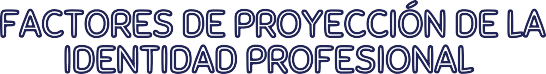 FACTORES DE PROYECCIÓN DE LA
IDENTIDAD PROFESIONAL